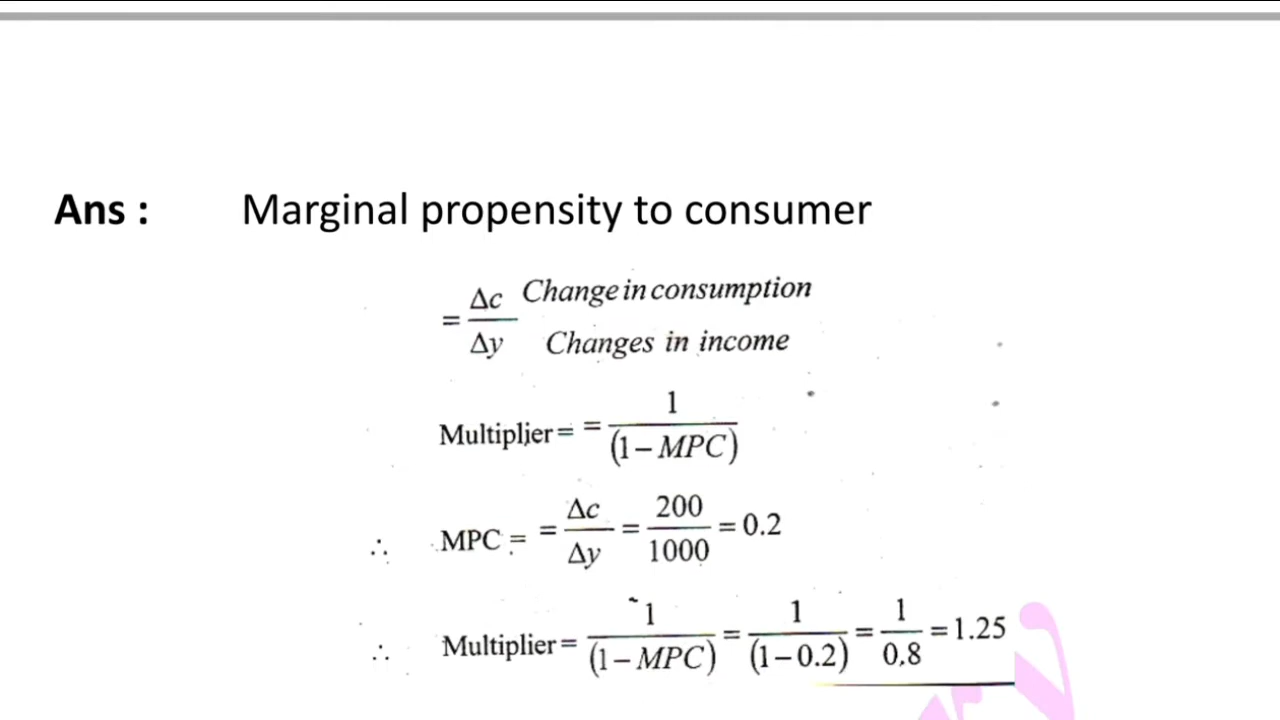 Ans : Marginal propensity to consumer
= Δc/Δy Change in consumption / Changes in income
Multiplier = = 1/(1 − MPC)
∴ MPC = = Δc/Δy = 200/1000 = 0.2
∴ Multiplier = 1/(1 − MPC) = 1/(1 − 0.2) = 1/0.8 = 1.25